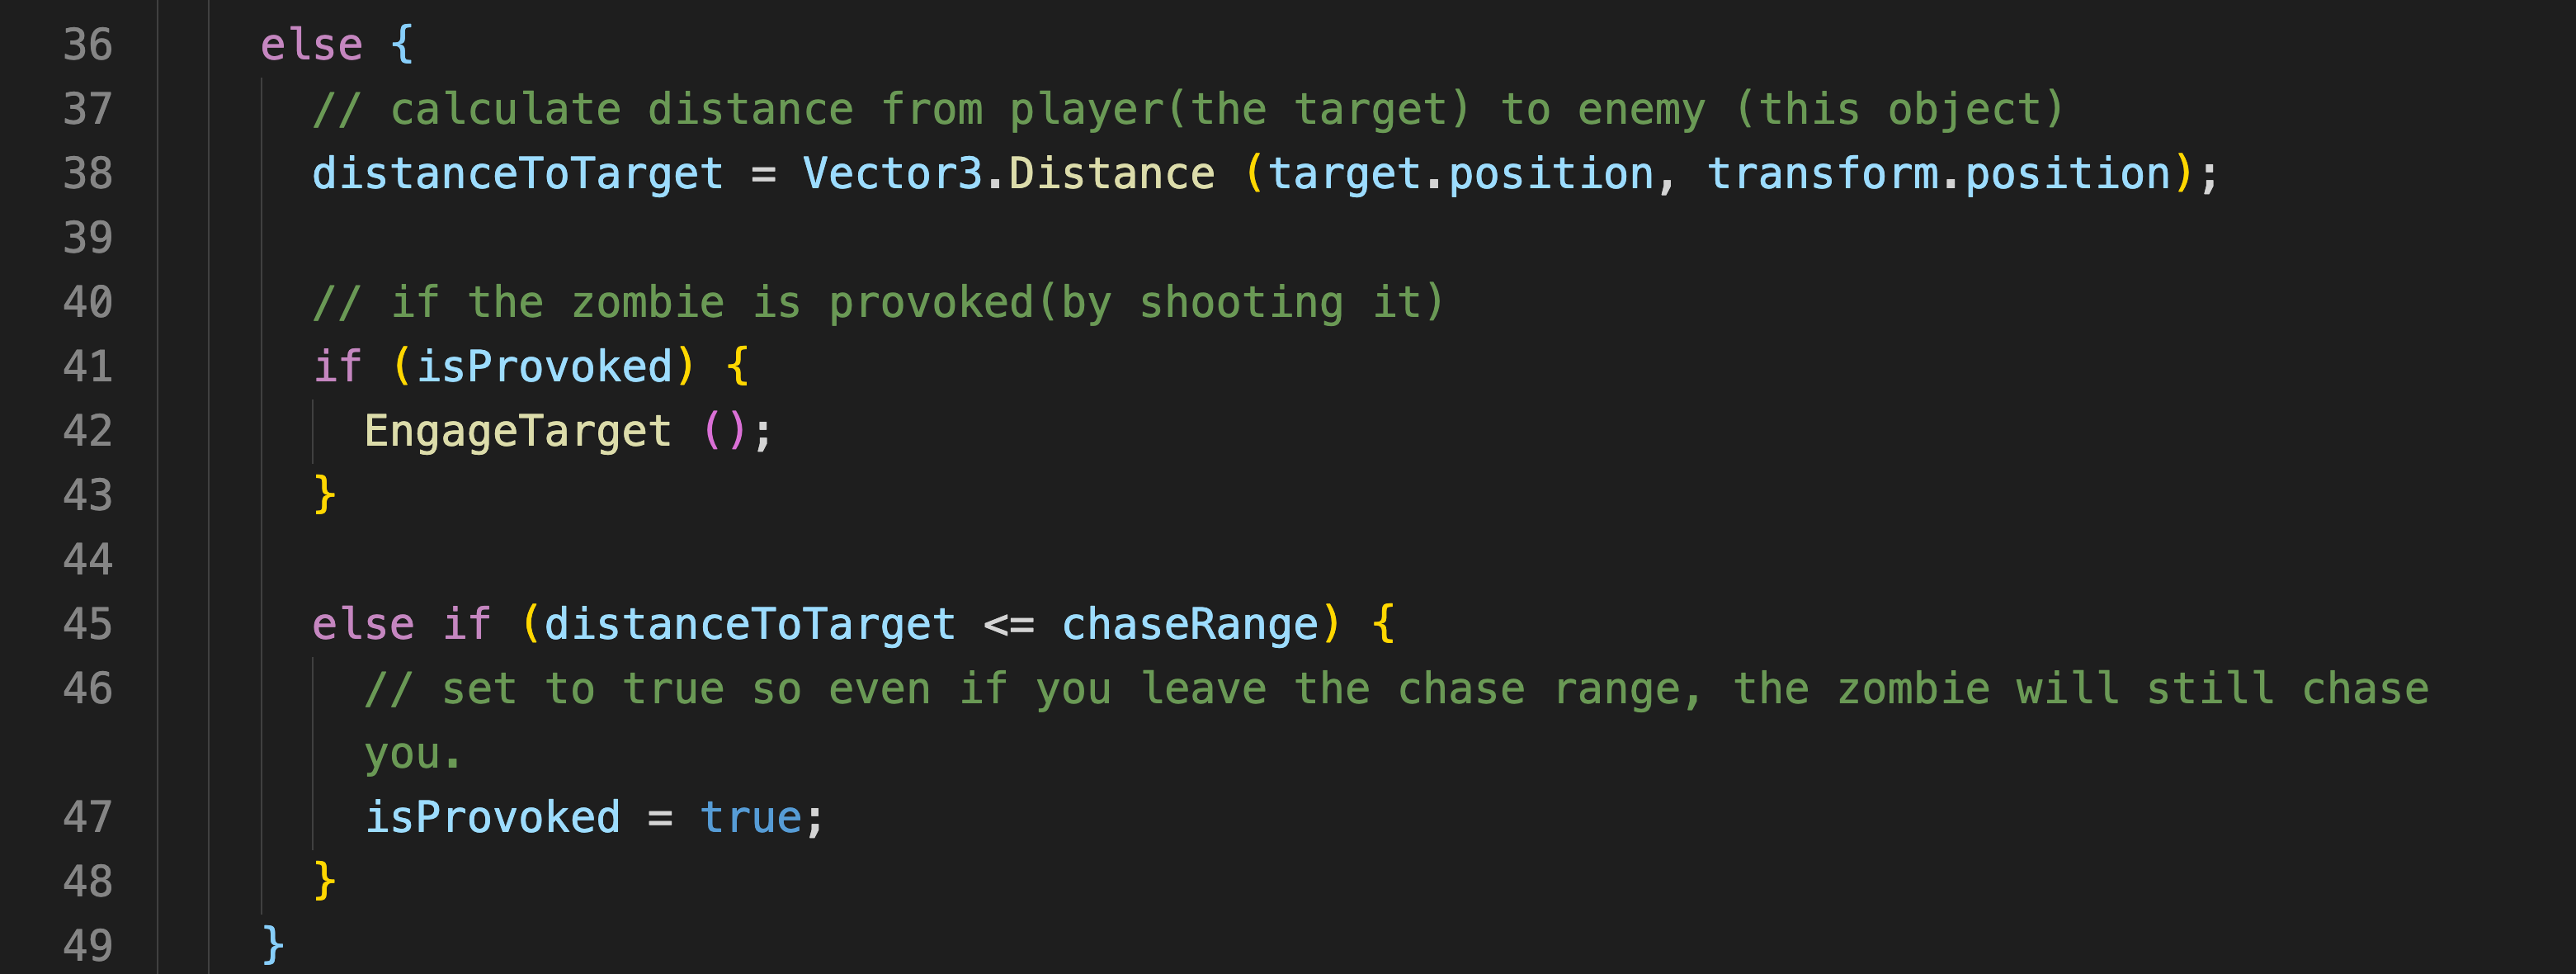 36 else {
37 // calculate distance from player(the target) to enemy (this object)
38 distanceToTarget = Vector3.Distance (target.position, transform.position);
39
40 // if the zombie is provoked(by shooting it)
41 if (isProvoked) {
42 EngageTarget ();
43 }
44
45 else if (distanceToTarget <= chaseRange) {
46 // set to true so even if you leave the chase range, the zombie will still chase
you.
47 isProvoked = true;
48 }
49 }